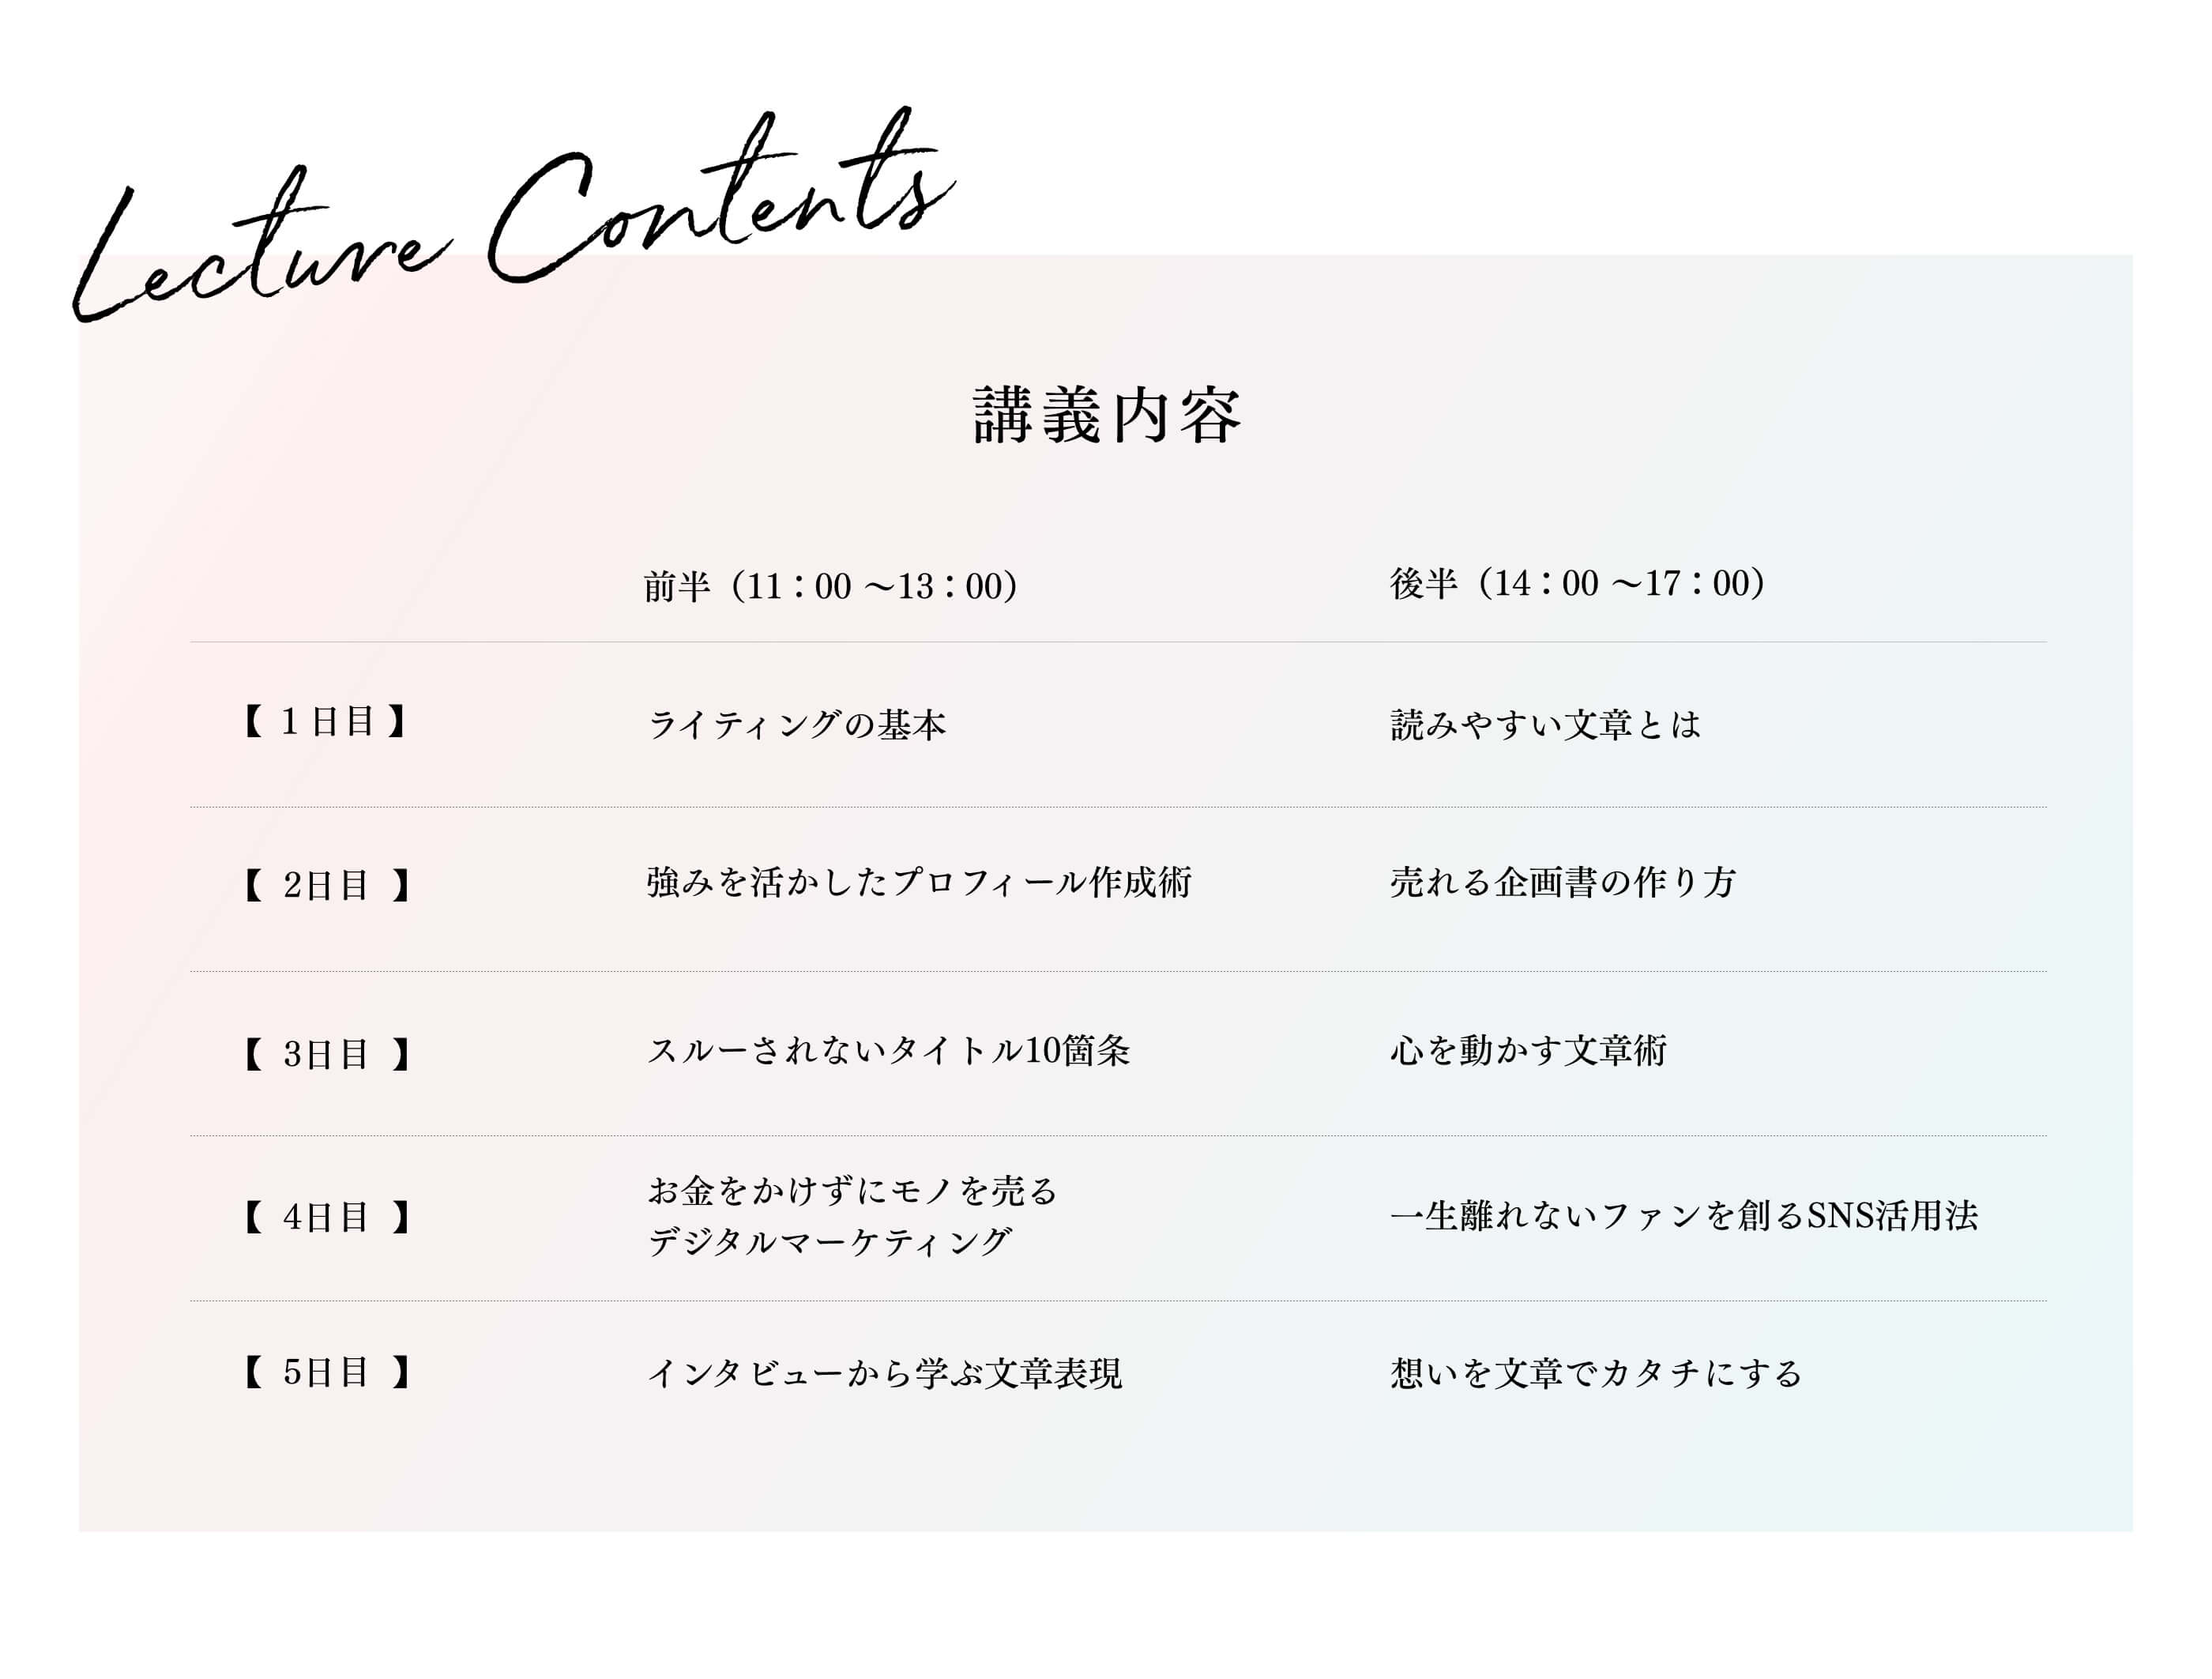 Lecture Contents
講義内容
前半（11：00 〜13：00）
後半（14：00 〜17：00）
【 1 日目 】
ライティングの基本
読みやすい文章とは
【 2日目 】
強みを活かしたプロフィール作成術
売れる企画書の作り方
【 3日目 】
スルーされないタイトル10箇条
心を動かす文章術
【 4日目 】
お金をかけずにモノを売る
デジタルマーケティング
一生離れないファンを創るSNS活用法
【 5日目 】
インタビューから学ぶ文章表現
想いを文章でカタチにする